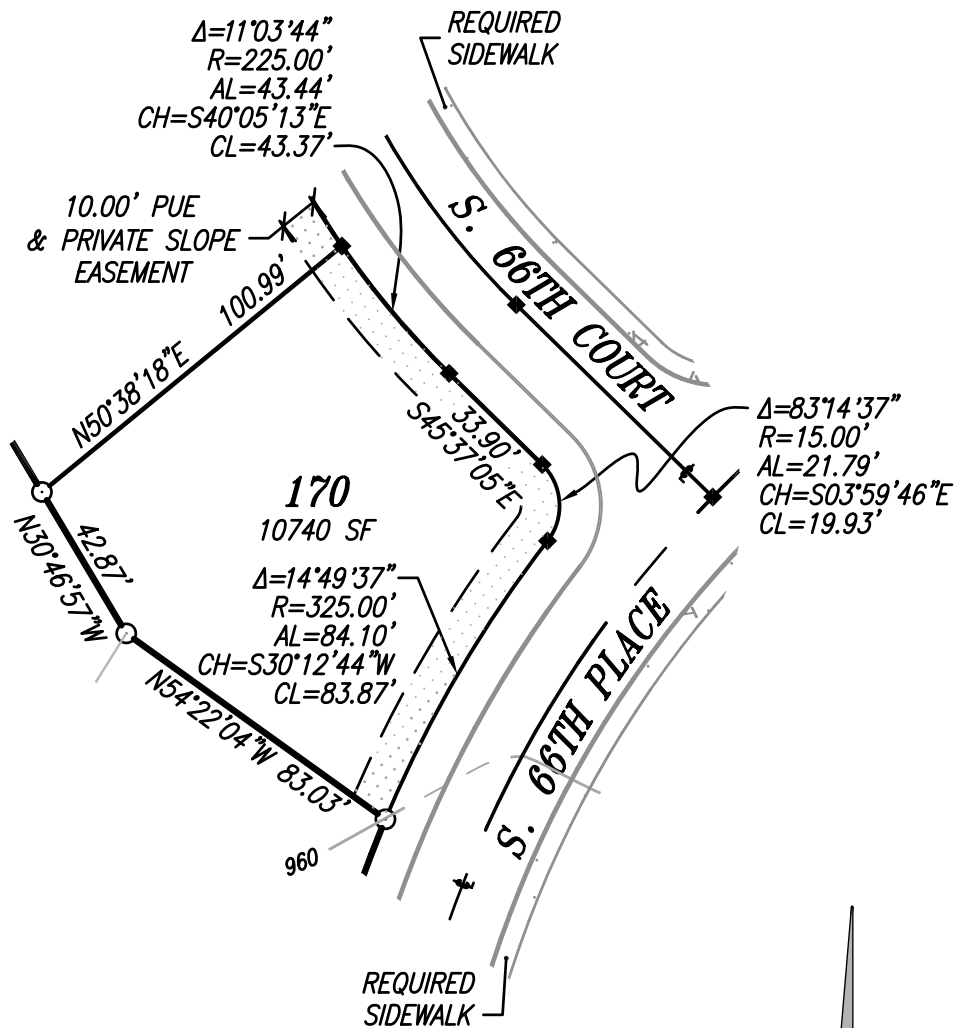 Δ=11°03'44"
R=225.00'
AL=43.44'
CH=S40°05'13"E
CL=43.37'
REQUIRED
SIDEWALK
10.00' PUE
& PRIVATE SLOPE
EASEMENT
S. 66TH COURT
N50°38'18"E 100.99'
33.90'
S45°37'05"E
Δ=83°14'37"
R=15.00'
AL=21.79'
CH=S03°59'46"E
CL=19.93'
170
10740 SF
42.87'
N30°46'57"W
Δ=14°49'37"
R=325.00'
AL=84.10'
CH=S30°12'44"W
CL=83.87'
N54°22'04"W 83.03'
S. 66TH PLACE
960
REQUIRED
SIDEWALK